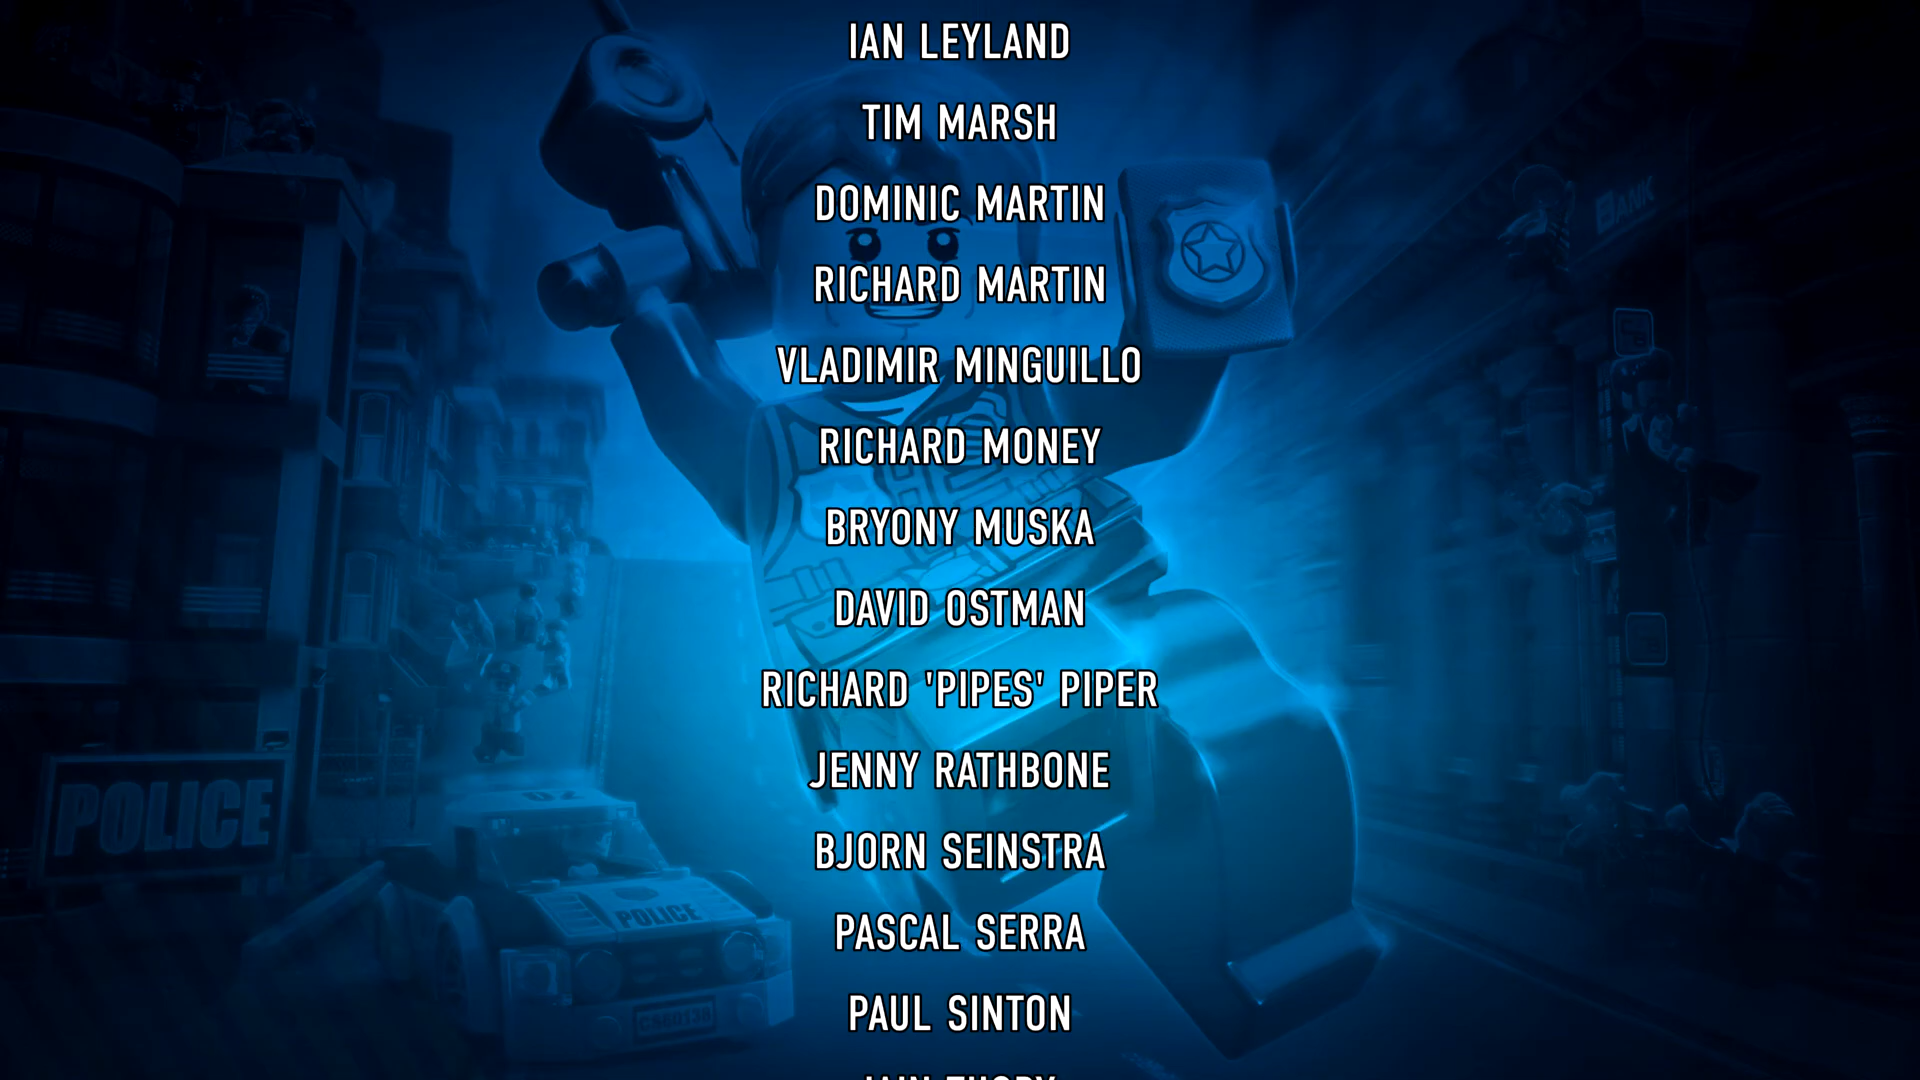 IAN LEYLAND
TIM MARSH
DOMINIC MARTIN
RICHARD MARTIN
BANK
VLADIMIR MINGUILLO
RICHARD MONEY
BRYONY MUSKA
DAVID OSTMAN
RICHARD 'PIPES' PIPER
JENNY RATHBONE
POLICE
02
BJORN SEINSTRA
POLICE
PASCAL SERRA
PAUL SINTON